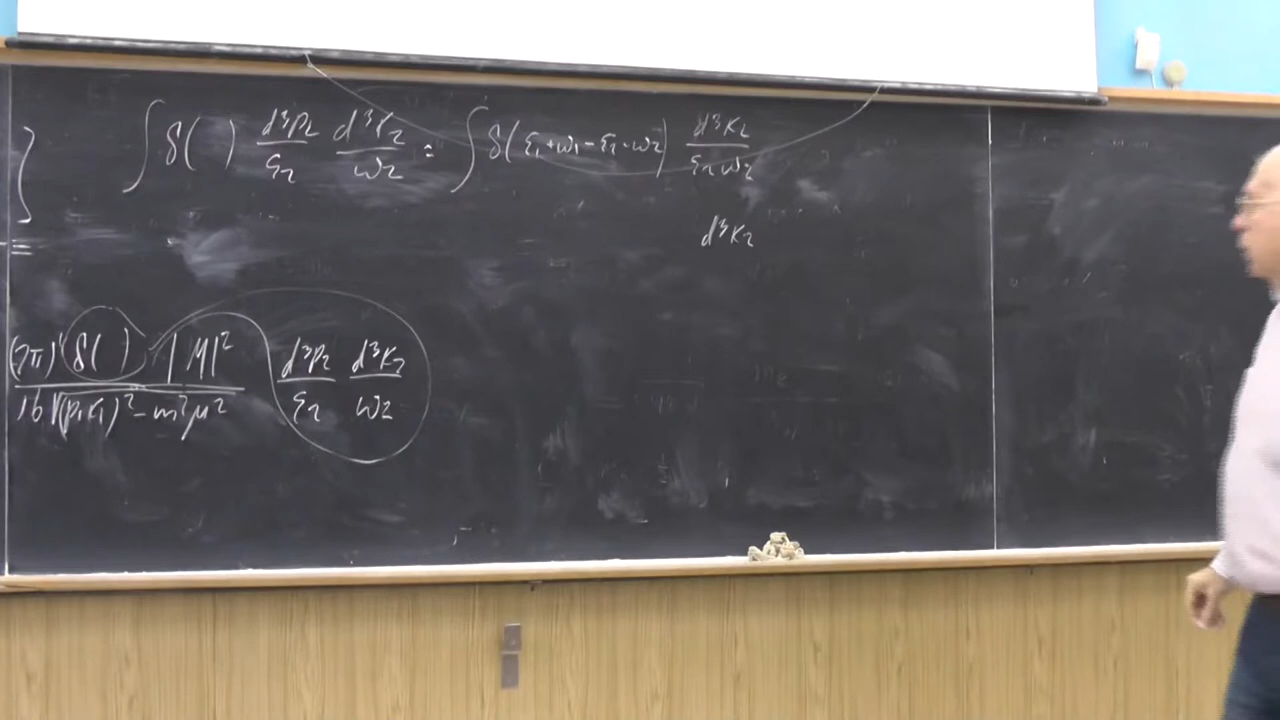 } ∫ δ( ) d³p₂/ε₂ d³k₂/ω₂ = ∫ δ(ε₁+ω₁-ε₂-ω₂) d³k₂/ε₂ω₂
= d³k₂
(2π)⁴ δ( ) |M|² / 16√(p₁k₁)²-m²μ² d³p₂/ε₂ d³k₂/ω₂